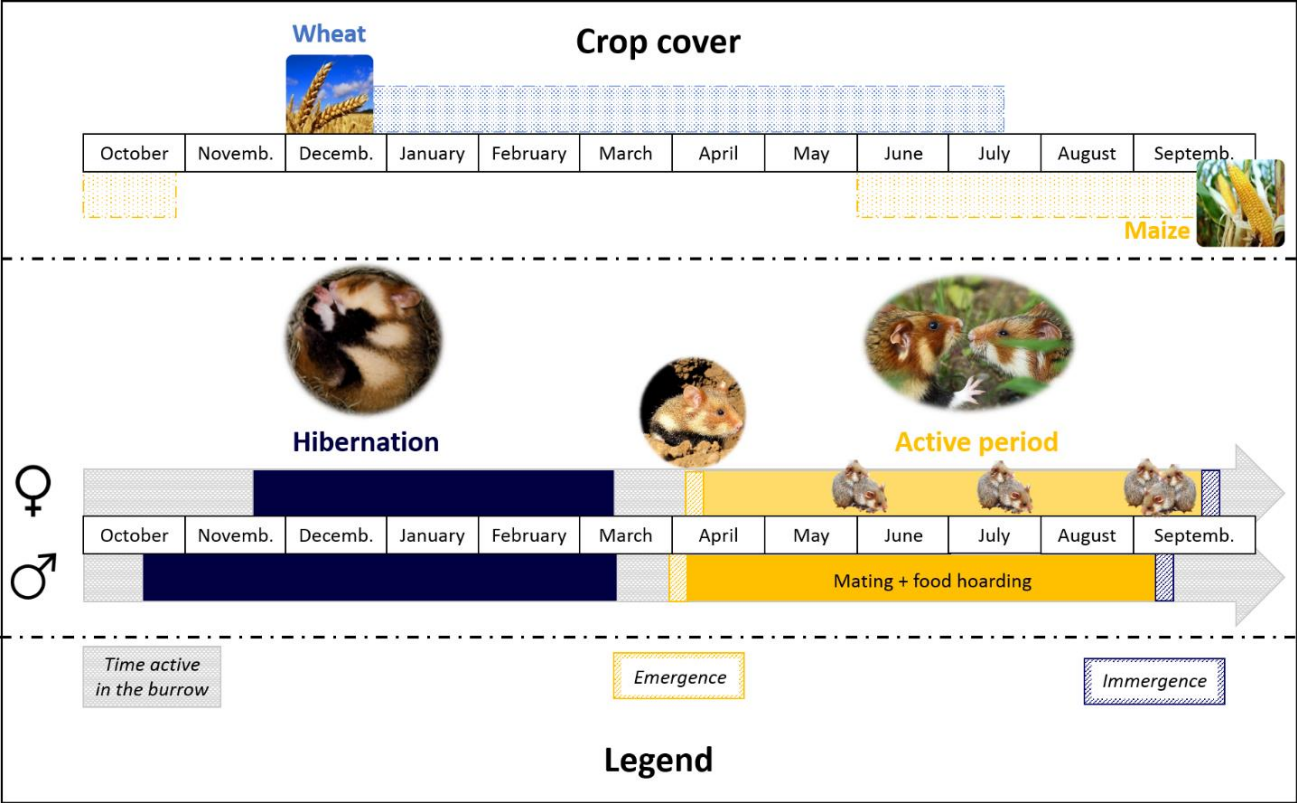 Wheat
Crop cover
October Novemb. Decemb. January February March April May June July August Septemb.
Maize
Hibernation
Active period
♀
October Novemb. Decemb. January February March April May June July August Septemb.
♂
Mating + food hoarding
Time active
in the burrow
Emergence
Immergence
Legend